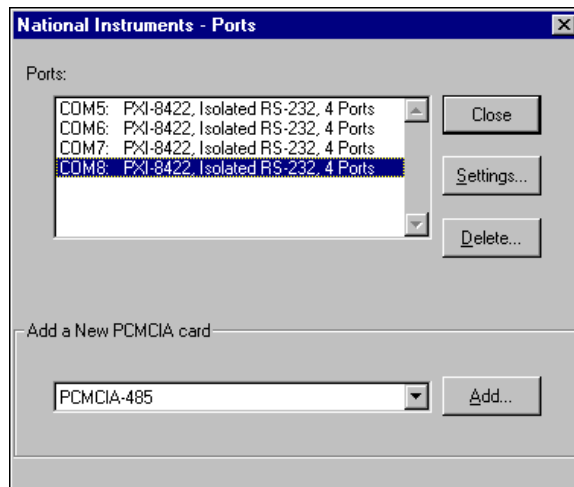 National Instruments - Ports
Ports:
COM5: PXI-8422, Isolated RS-232, 4 Ports
COM6: PXI-8422, Isolated RS-232, 4 Ports
COM7: PXI-8422, Isolated RS-232, 4 Ports
COM8: PXI-8422, Isolated RS-232, 4 Ports
Close
Settings...
Delete...
Add a New PCMCIA card
PCMCIA-485
Add...